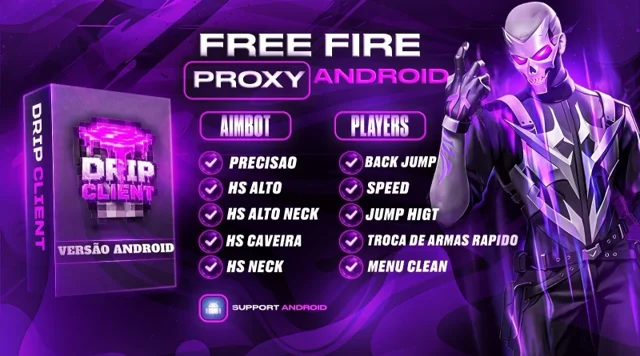 FREE FIRE
PROXY ANDROID
DRIP CLIENT
DRIP
CLIENT
VERSÃO ANDROID
AIMBOT
PRECISAO
HS ALTO
HS ALTO NECK
HS CAVEIRA
HS NECK
PLAYERS
BACK JUMP
SPEED
JUMP HIGT
TROCA DE ARMAS RAPIDO
MENU CLEAN
SUPPORT ANDROID